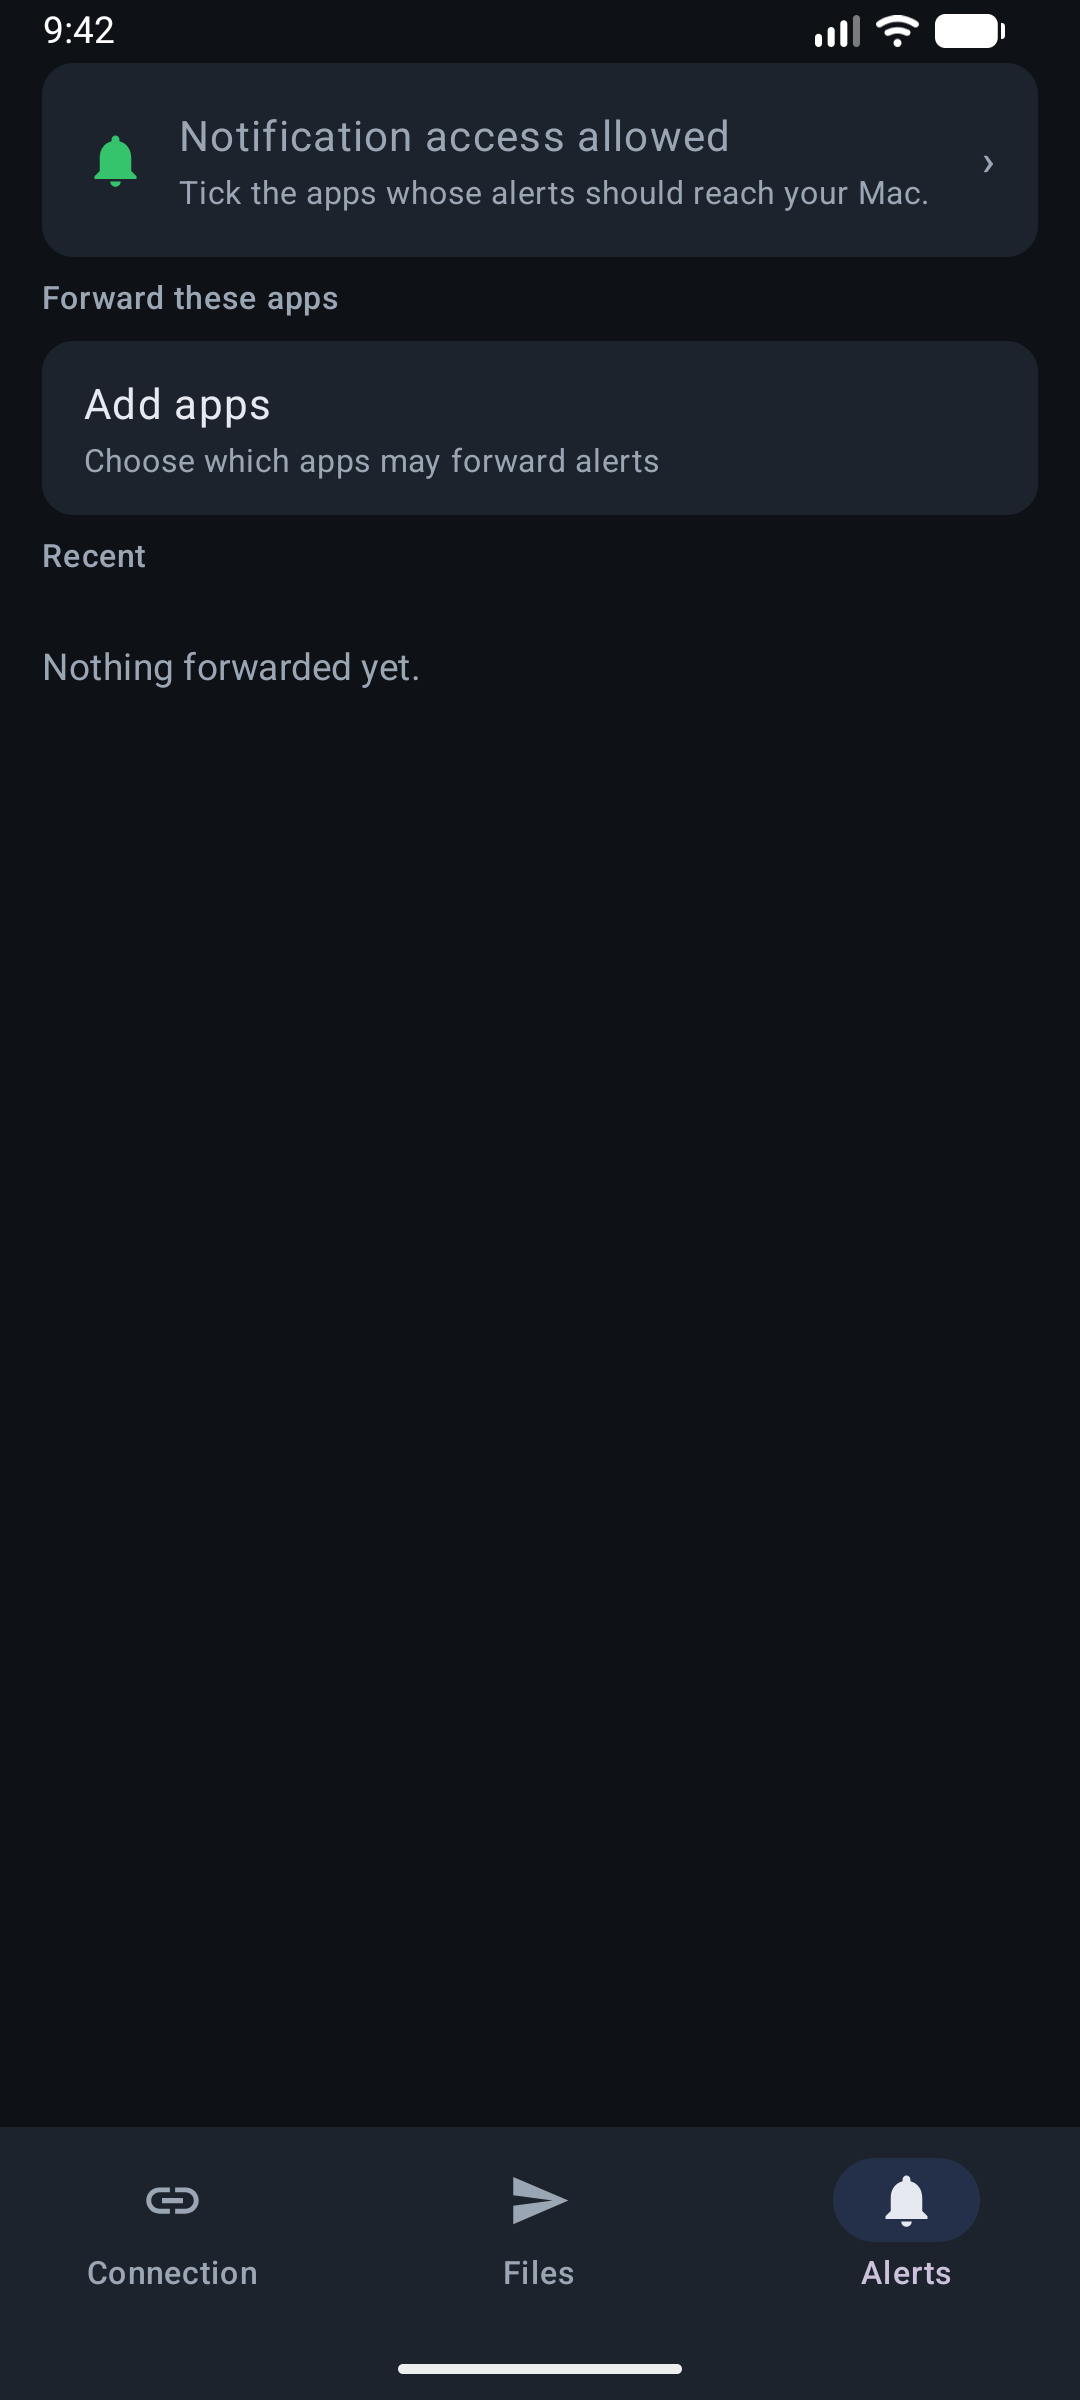 9:42
Notification access allowed
Tick the apps whose alerts should reach your Mac.
Forward these apps
Add apps
Choose which apps may forward alerts
Recent
Nothing forwarded yet.
Connection
Files
Alerts